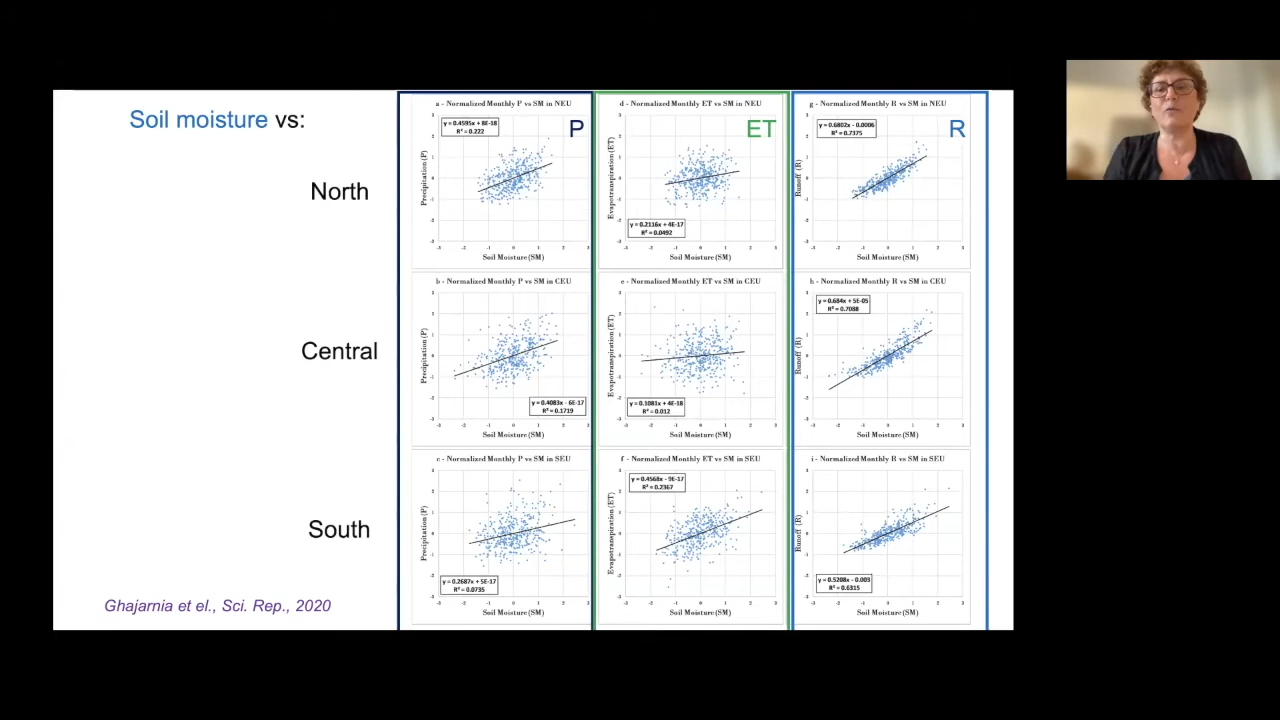 Soil moisture vs:
North
Central
South
Ghajarnia et el., Sci. Rep., 2020
P
a - Normalized Monthly P vs SM in NEU
y = 0.4595x + 8E-18
R² = 0.222
Precipitation (P)
Soil Moisture (SM)
ET
d - Normalized Monthly ET vs SM in NEU
y = 0.2116x + 4E-17
R² = 0.0492
Evapotranspiration (ET)
Soil Moisture (SM)
R
g - Normalized Monthly R vs SM in NEU
y = 0.6802x - 0.0006
R² = 0.7375
Runoff (R)
Soil Moisture (SM)
b - Normalized Monthly P vs SM in CEU
y = 0.4083x - 6E-17
R² = 0.1719
Precipitation (P)
Soil Moisture (SM)
e - Normalized Monthly ET vs SM in CEU
y = 0.1081x + 4E-18
R² = 0.012
Evapotranspiration (ET)
Soil Moisture (SM)
h - Normalized Monthly R vs SM in CEU
y = 0.684x + 5E-05
R² = 0.7088
Runoff (R)
Soil Moisture (SM)
c - Normalized Monthly P vs SM in SEU
y = 0.2687x + 5E-17
R² = 0.0735
Precipitation (P)
Soil Moisture (SM)
f - Normalized Monthly ET vs SM in SEU
y = 0.4568x - 9E-17
R² = 0.2367
Evapotranspiration (ET)
Soil Moisture (SM)
i - Normalized Monthly R vs SM in SEU
y = 0.5208x - 0.003
R² = 0.6315
Runoff (R)
Soil Moisture (SM)